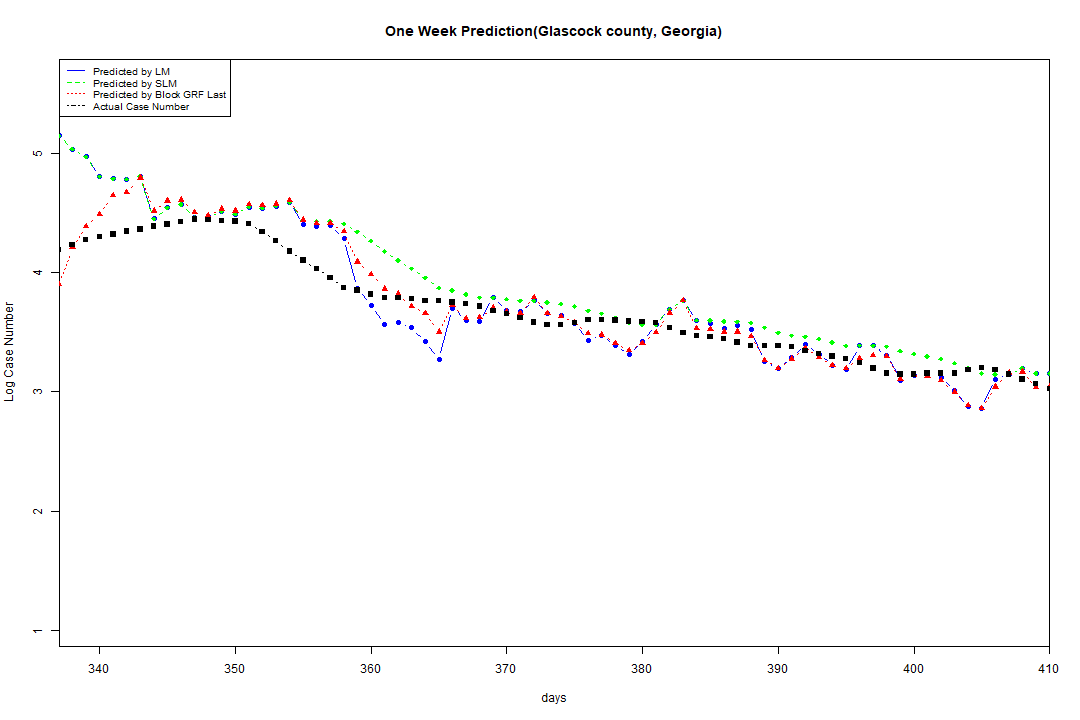 One Week Prediction(Glascock county, Georgia)
Predicted by LM
Predicted by SLM
Predicted by Block GRF Last
Actual Case Number
5
4
3
2
1
Log Case Number
340 350 360 370 380 390 400 410
days